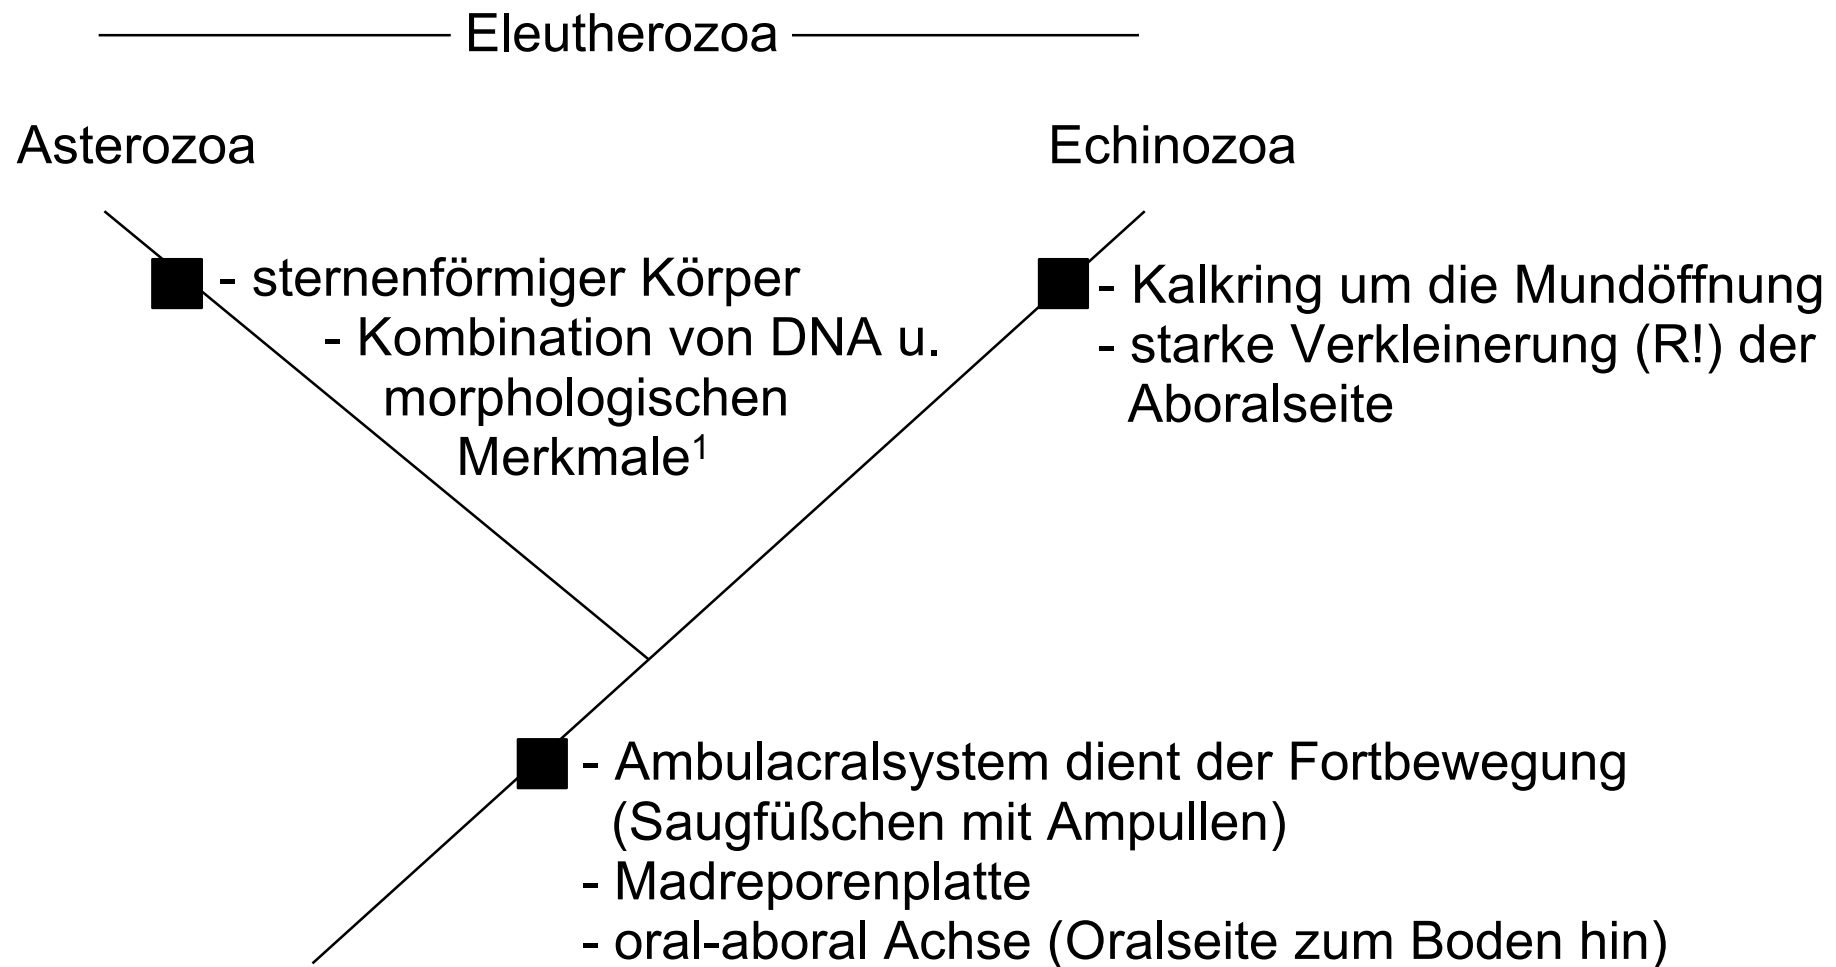 Eleutherozoa
Asterozoa
Echinozoa
- sternenförmiger Körper
- Kombination von DNA u.
morphologischen
Merkmale¹
- Kalkring um die Mundöffnung
- starke Verkleinerung (R!) der
Aboralseite
- Ambulacralsystem dient der Fortbewegung
(Saugfüßchen mit Ampullen)
- Madreporenplatte
- oral-aboral Achse (Oralseite zum Boden hin)